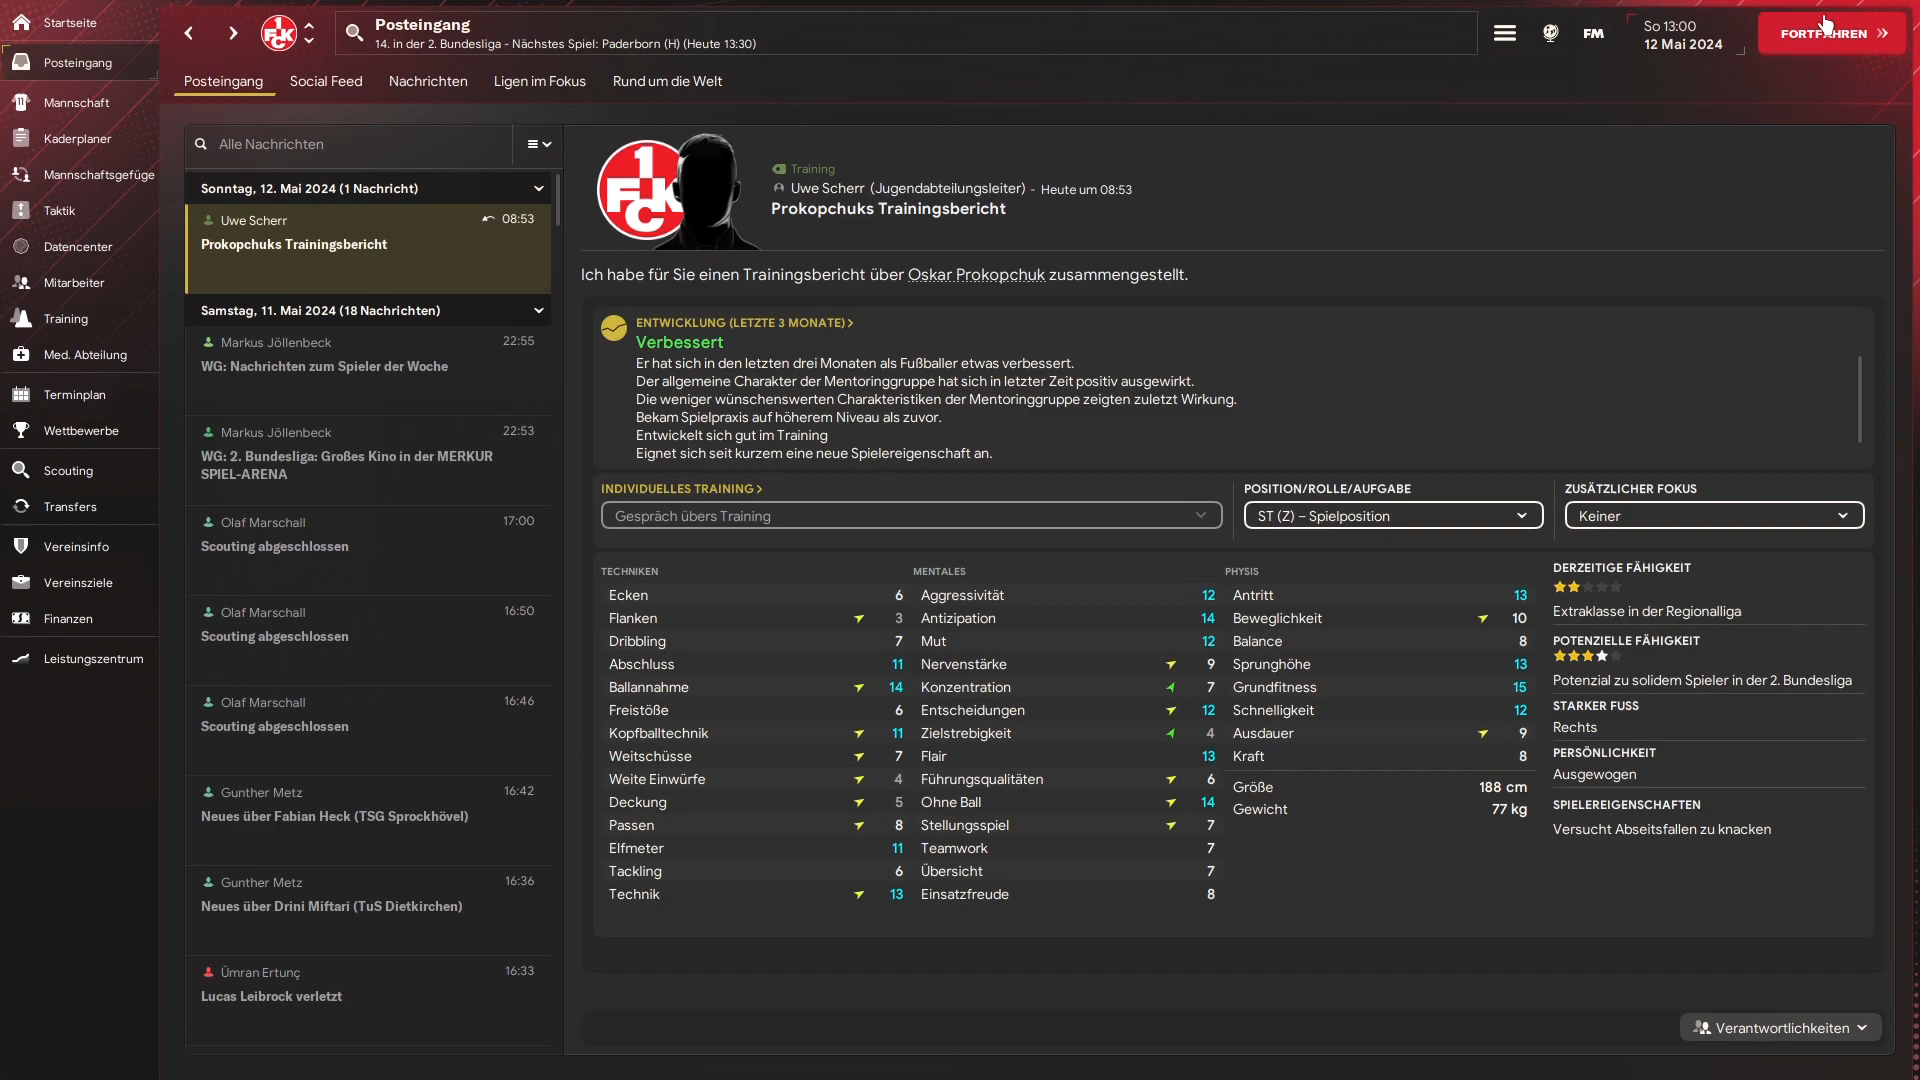 Startseite
Posteingang
Mannschaft
Kaderplaner
Mannschaftsgefüge
Taktik
Datencenter
Mitarbeiter
Training
Med. Abteilung
Terminplan
Wettbewerbe
Scouting
Transfers
Vereinsinfo
Vereinsziele
Finanzen
Leistungszentrum
1 FCK
Posteingang
14. in der 2. Bundesliga - Nächstes Spiel: Paderborn (H) (Heute 13:30)
FM
So 13:00
12 Mai 2024
FORTFAHREN
Posteingang Social Feed Nachrichten Ligen im Fokus Rund um die Welt
Alle Nachrichten
Sonntag, 12. Mai 2024 (1 Nachricht)
Uwe Scherr 08:53
Prokopchuks Trainingsbericht
Samstag, 11. Mai 2024 (18 Nachrichten)
Markus Jöllenbeck 22:55
WG: Nachrichten zum Spieler der Woche
Markus Jöllenbeck 22:53
WG: 2. Bundesliga: Großes Kino in der MERKUR
SPIEL-ARENA
Olaf Marschall 17:00
Scouting abgeschlossen
Olaf Marschall 16:50
Scouting abgeschlossen
Olaf Marschall 16:46
Scouting abgeschlossen
Gunther Metz 16:42
Neues über Fabian Heck (TSG Sprockhövel)
Gunther Metz 16:36
Neues über Drini Miftari (TuS Dietkirchen)
Ümran Ertunç 16:33
Lucas Leibrock verletzt
1 FCK
Training
Uwe Scherr (Jugendabteilungsleiter) - Heute um 08:53
Prokopchuks Trainingsbericht
Ich habe für Sie einen Trainingsbericht über Oskar Prokopchuk zusammengestellt.
ENTWICKLUNG (LETZTE 3 MONATE) >
Verbessert
Er hat sich in den letzten drei Monaten als Fußballer etwas verbessert.
Der allgemeine Charakter der Mentoringgruppe hat sich in letzter Zeit positiv ausgewirkt.
Die weniger wünschenswerten Charakteristiken der Mentoringgruppe zeigten zuletzt Wirkung.
Bekam Spielpraxis auf höherem Niveau als zuvor.
Entwickelt sich gut im Training
Eignet sich seit kurzem eine neue Spielereigenschaft an.
INDIVIDUELLES TRAINING > POSITION/ROLLE/AUFGABE ZUSÄTZLICHER FOKUS
Gespräch übers Training ST (Z) – Spielposition Keiner
TECHNIKEN MENTALES PHYSIS
Ecken 6 Aggressivität 12 Antritt 13
Flanken 3 Antizipation 14 Beweglichkeit 10
Dribbling 7 Mut 12 Balance 8
Abschluss 11 Nervenstärke 9 Sprunghöhe 13
Ballannahme 14 Konzentration 7 Grundfitness 15
Freistöße 6 Entscheidungen 12 Schnelligkeit 12
Kopfballtechnik 11 Zielstrebigkeit 4 Ausdauer 9
Weitschüsse 7 Flair 13 Kraft 8
Weite Einwürfe 4 Führungsqualitäten 6 Größe 188 cm
Deckung 5 Ohne Ball 14 Gewicht 77 kg
Passen 8 Stellungsspiel 7
Elfmeter 11 Teamwork 7
Tackling 6 Übersicht 7
Technik 13 Einsatzfreude 8
DERZEITIGE FÄHIGKEIT
Extraklasse in der Regionalliga
POTENZIELLE FÄHIGKEIT
Potenzial zu solidem Spieler in der 2. Bundesliga
STARKER FUSS
Rechts
PERSÖNLICHKEIT
Ausgewogen
SPIELEREIGENSCHAFTEN
Versucht Abseitsfallen zu knacken
Verantwortlichkeiten